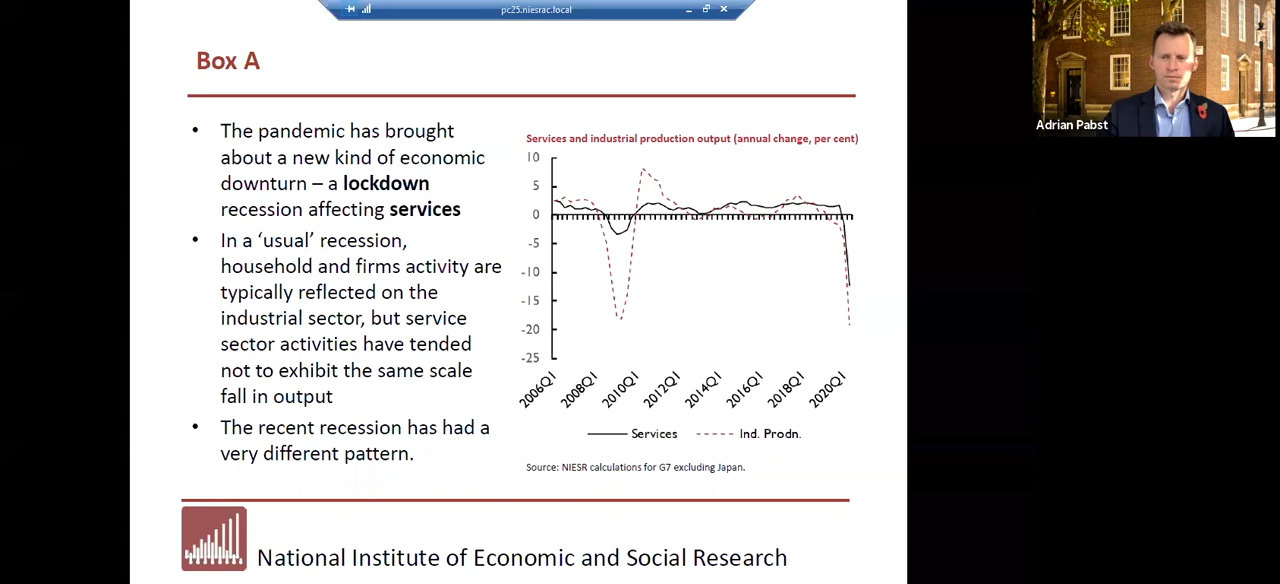 pc25.niesrac.local
Box A
• The pandemic has brought
about a new kind of economic
downturn – a lockdown
recession affecting services
• In a ‘usual’ recession,
household and firms activity are
typically reflected on the
industrial sector, but service
sector activities have tended
not to exhibit the same scale
fall in output
• The recent recession has had a
very different pattern.
Services and industrial production output (annual change, per cent)
10
5
0
-5
-10
-15
-20
-25
2006Q1
2008Q1
2010Q1
2012Q1
2014Q1
2016Q1
2018Q1
2020Q1
Services
Ind. Prodn.
Source: NIESR calculations for G7 excluding Japan.
National Institute of Economic and Social Research
Adrian Pabst